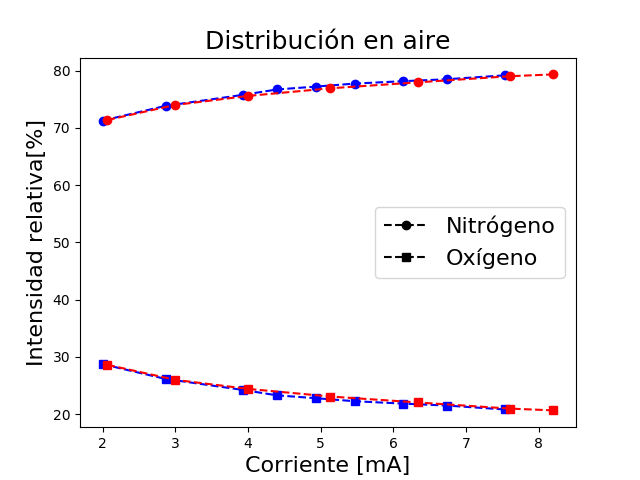 Distribución en aire
80
70
60
50
40
30
20
Intensidad relativa[%]
Nitrógeno
Oxígeno
2 3 4 5 6 7 8
Corriente [mA]